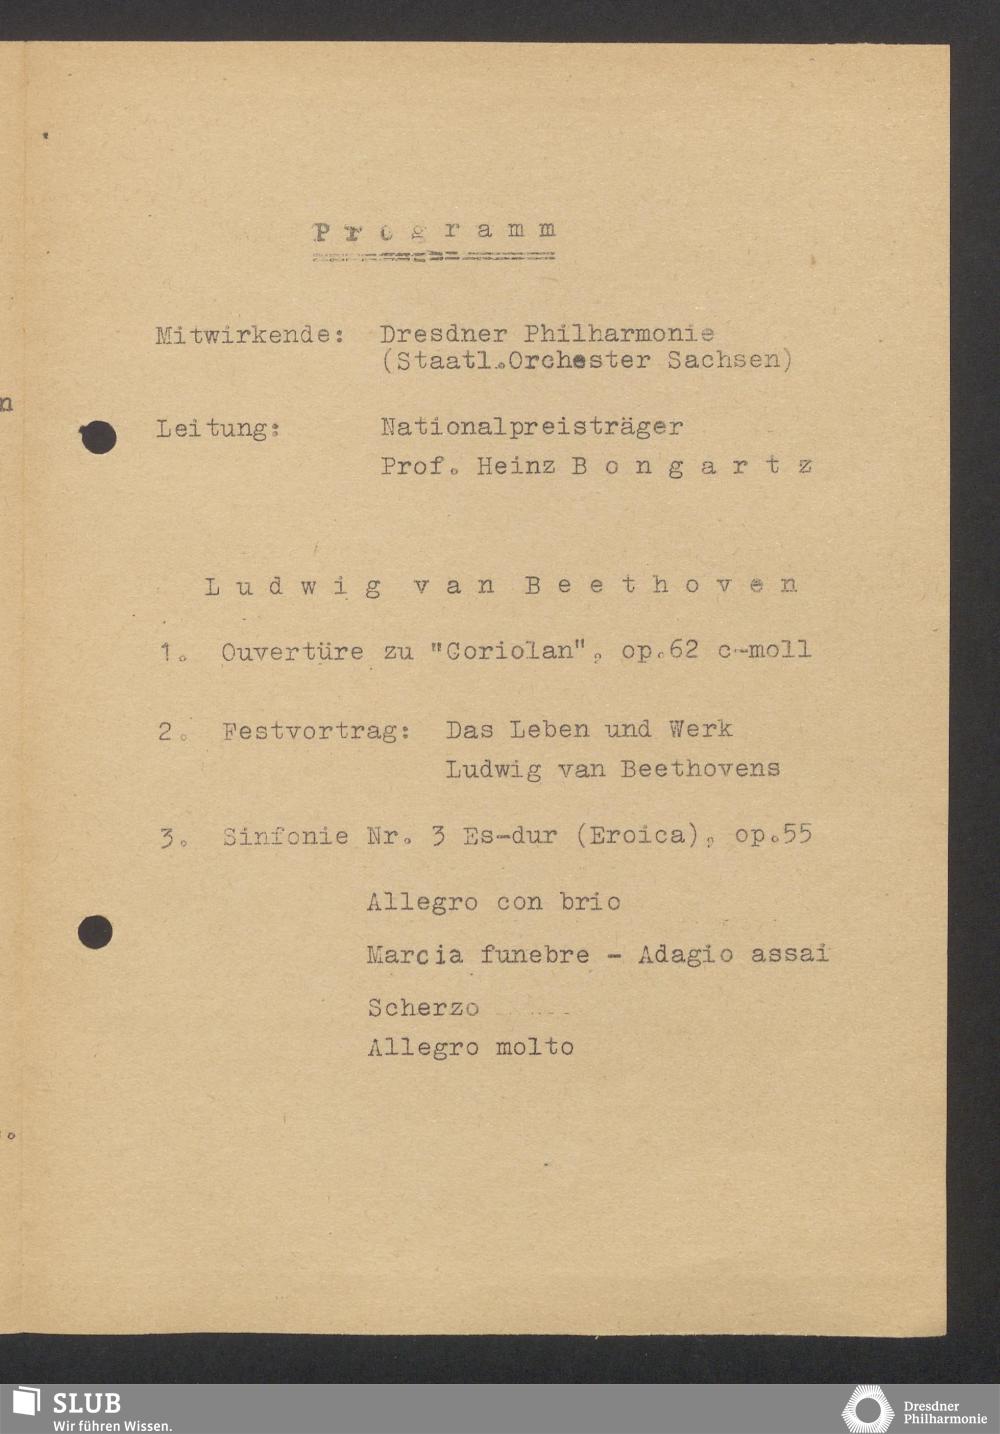 P r o g r a m m
Mitwirkende: Dresdner Philharmonie
(Staatl.Orchester Sachsen)
n
Leitung: Nationalpreisträger
Prof. Heinz B o n g a r t z
L u d w i g v a n B e e t h o v e n
1. Ouvertüre zu "Coriolan", op.62 c-moll
2. Festvortrag: Das Leben und Werk
Ludwig van Beethovens
3. Sinfonie Nr. 3 Es-dur (Eroica), op.55
Allegro con brio
Marcia funebre - Adagio assai
Scherzo
Allegro molto
.
SLUB
Wir führen Wissen.
Dresdner
Philharmonie